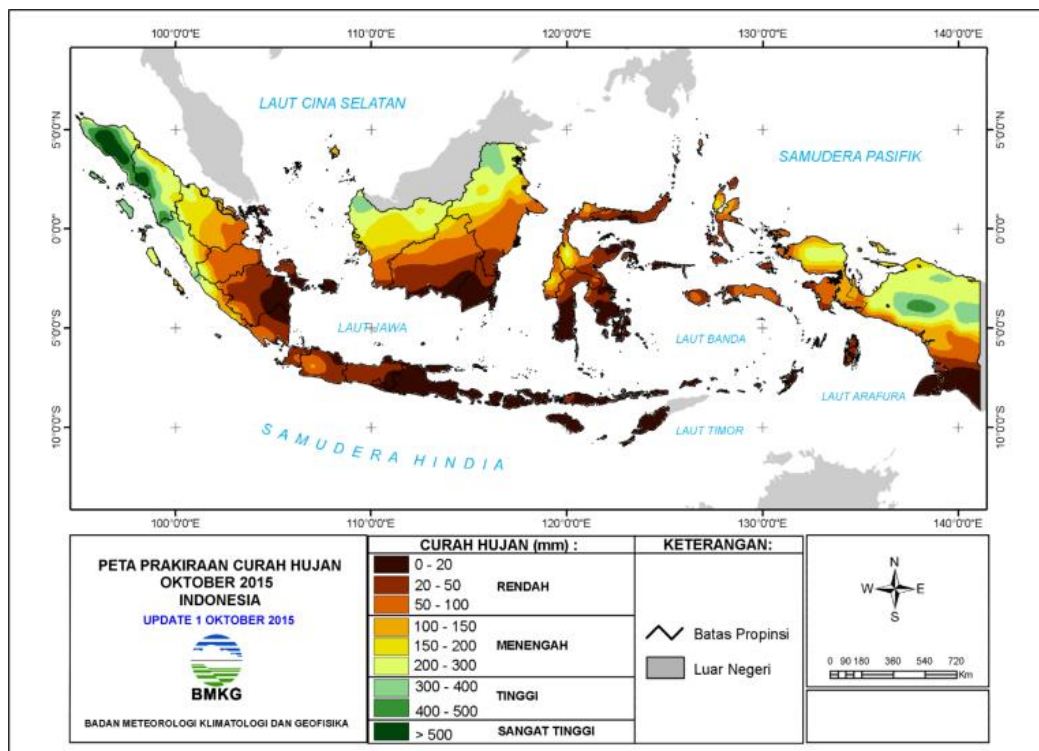 100°0'0"E 110°0'0"E 120°0'0"E 130°0'0"E 140°0'0"E
5°0'0"N
0°0'0"
5°0'0"S
10°0'0"S
5°0'0"N
0°0'0"
5°0'0"S
10°0'0"S
LAUT CINA SELATAN
SAMUDERA PASIFIK
LAUT JAWA
LAUT BANDA
LAUT ARAFURA
LAUT TIMOR
SAMUDERA HINDIA
100°0'0"E 110°0'0"E 120°0'0"E 130°0'0"E 140°0'0"E
PETA PRAKIRAAN CURAH HUJAN
OKTOBER 2015
INDONESIA
UPDATE 1 OKTOBER 2015
BMKG
BADAN METEOROLOGI KLIMATOLOGI DAN GEOFISIKA
CURAH HUJAN (mm) :
0 - 20
20 - 50 RENDAH
50 - 100
100 - 150
150 - 200 MENENGAH
200 - 300
300 - 400 TINGGI
400 - 500
> 500 SANGAT TINGGI
KETERANGAN:
Batas Propinsi
Luar Negeri
N
W E
S
0 90 180 360 540 720
Km